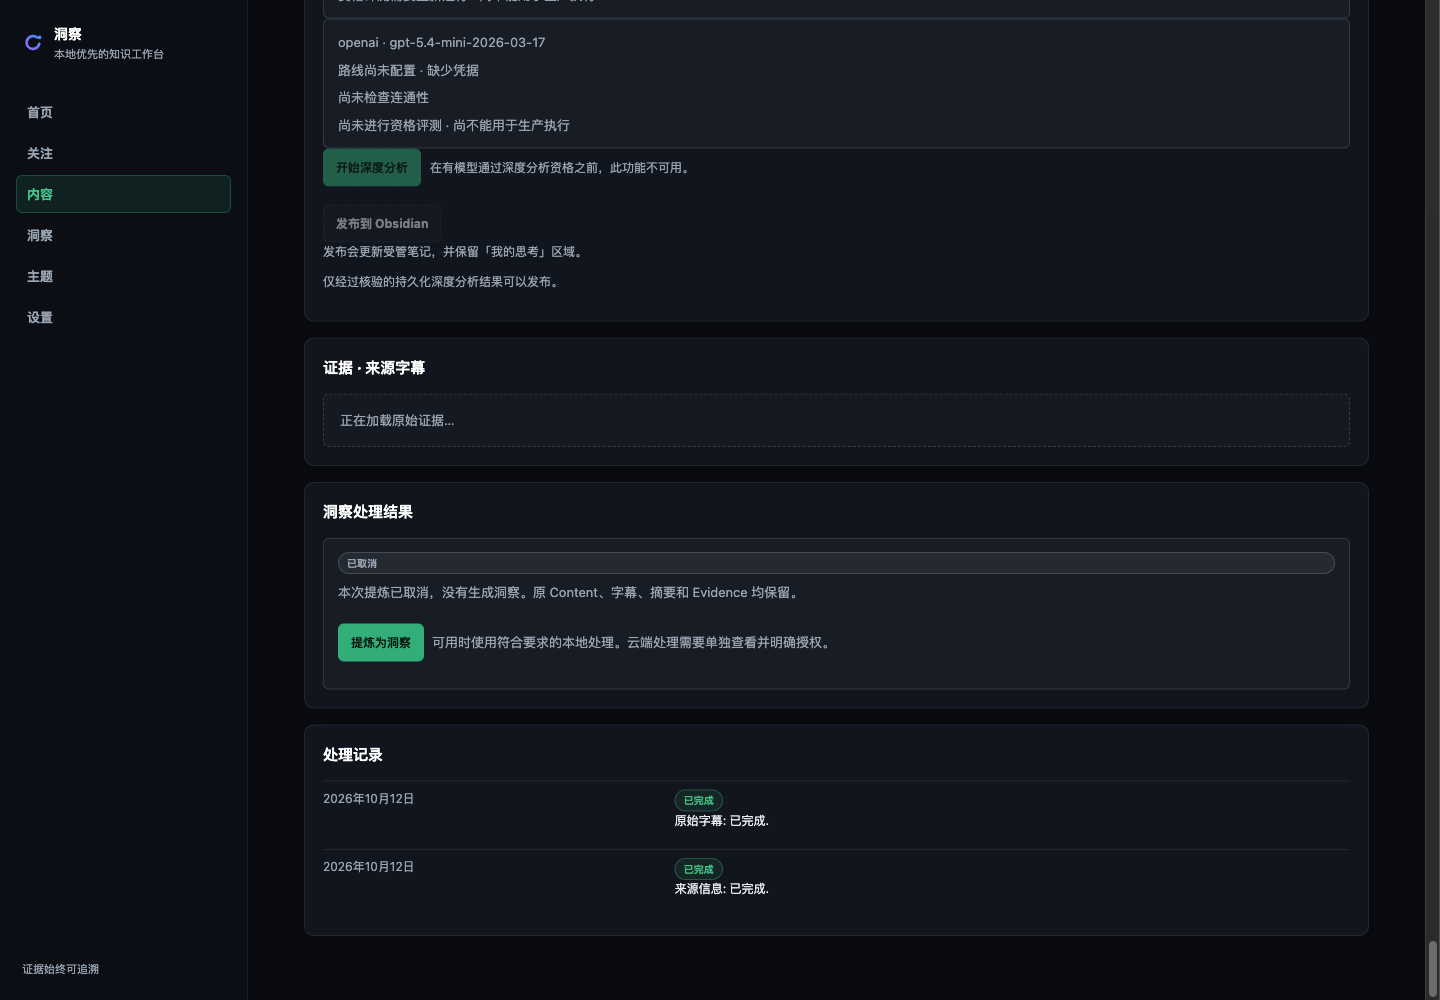 洞察
本地优先的知识工作台
首页
关注
内容
洞察
主题
设置
证据始终可追溯
openai · gpt-5.4-mini-2026-03-17
路线尚未配置 · 缺少凭据
尚未检查连通性
尚未进行资格评测 · 尚不能用于生产执行
开始深度分析 在有模型通过深度分析资格之前，此功能不可用。
发布到 Obsidian
发布会更新受管笔记，并保留「我的思考」区域。
仅经过核验的持久化深度分析结果可以发布。
证据 · 来源字幕
正在加载原始证据...
洞察处理结果
已取消
本次提炼已取消，没有生成洞察。原 Content、字幕、摘要和 Evidence 均保留。
提炼为洞察 可用时使用符合要求的本地处理。云端处理需要单独查看并明确授权。
处理记录
2026年10月12日
已完成
原始字幕: 已完成.
2026年10月12日
已完成
来源信息: 已完成.